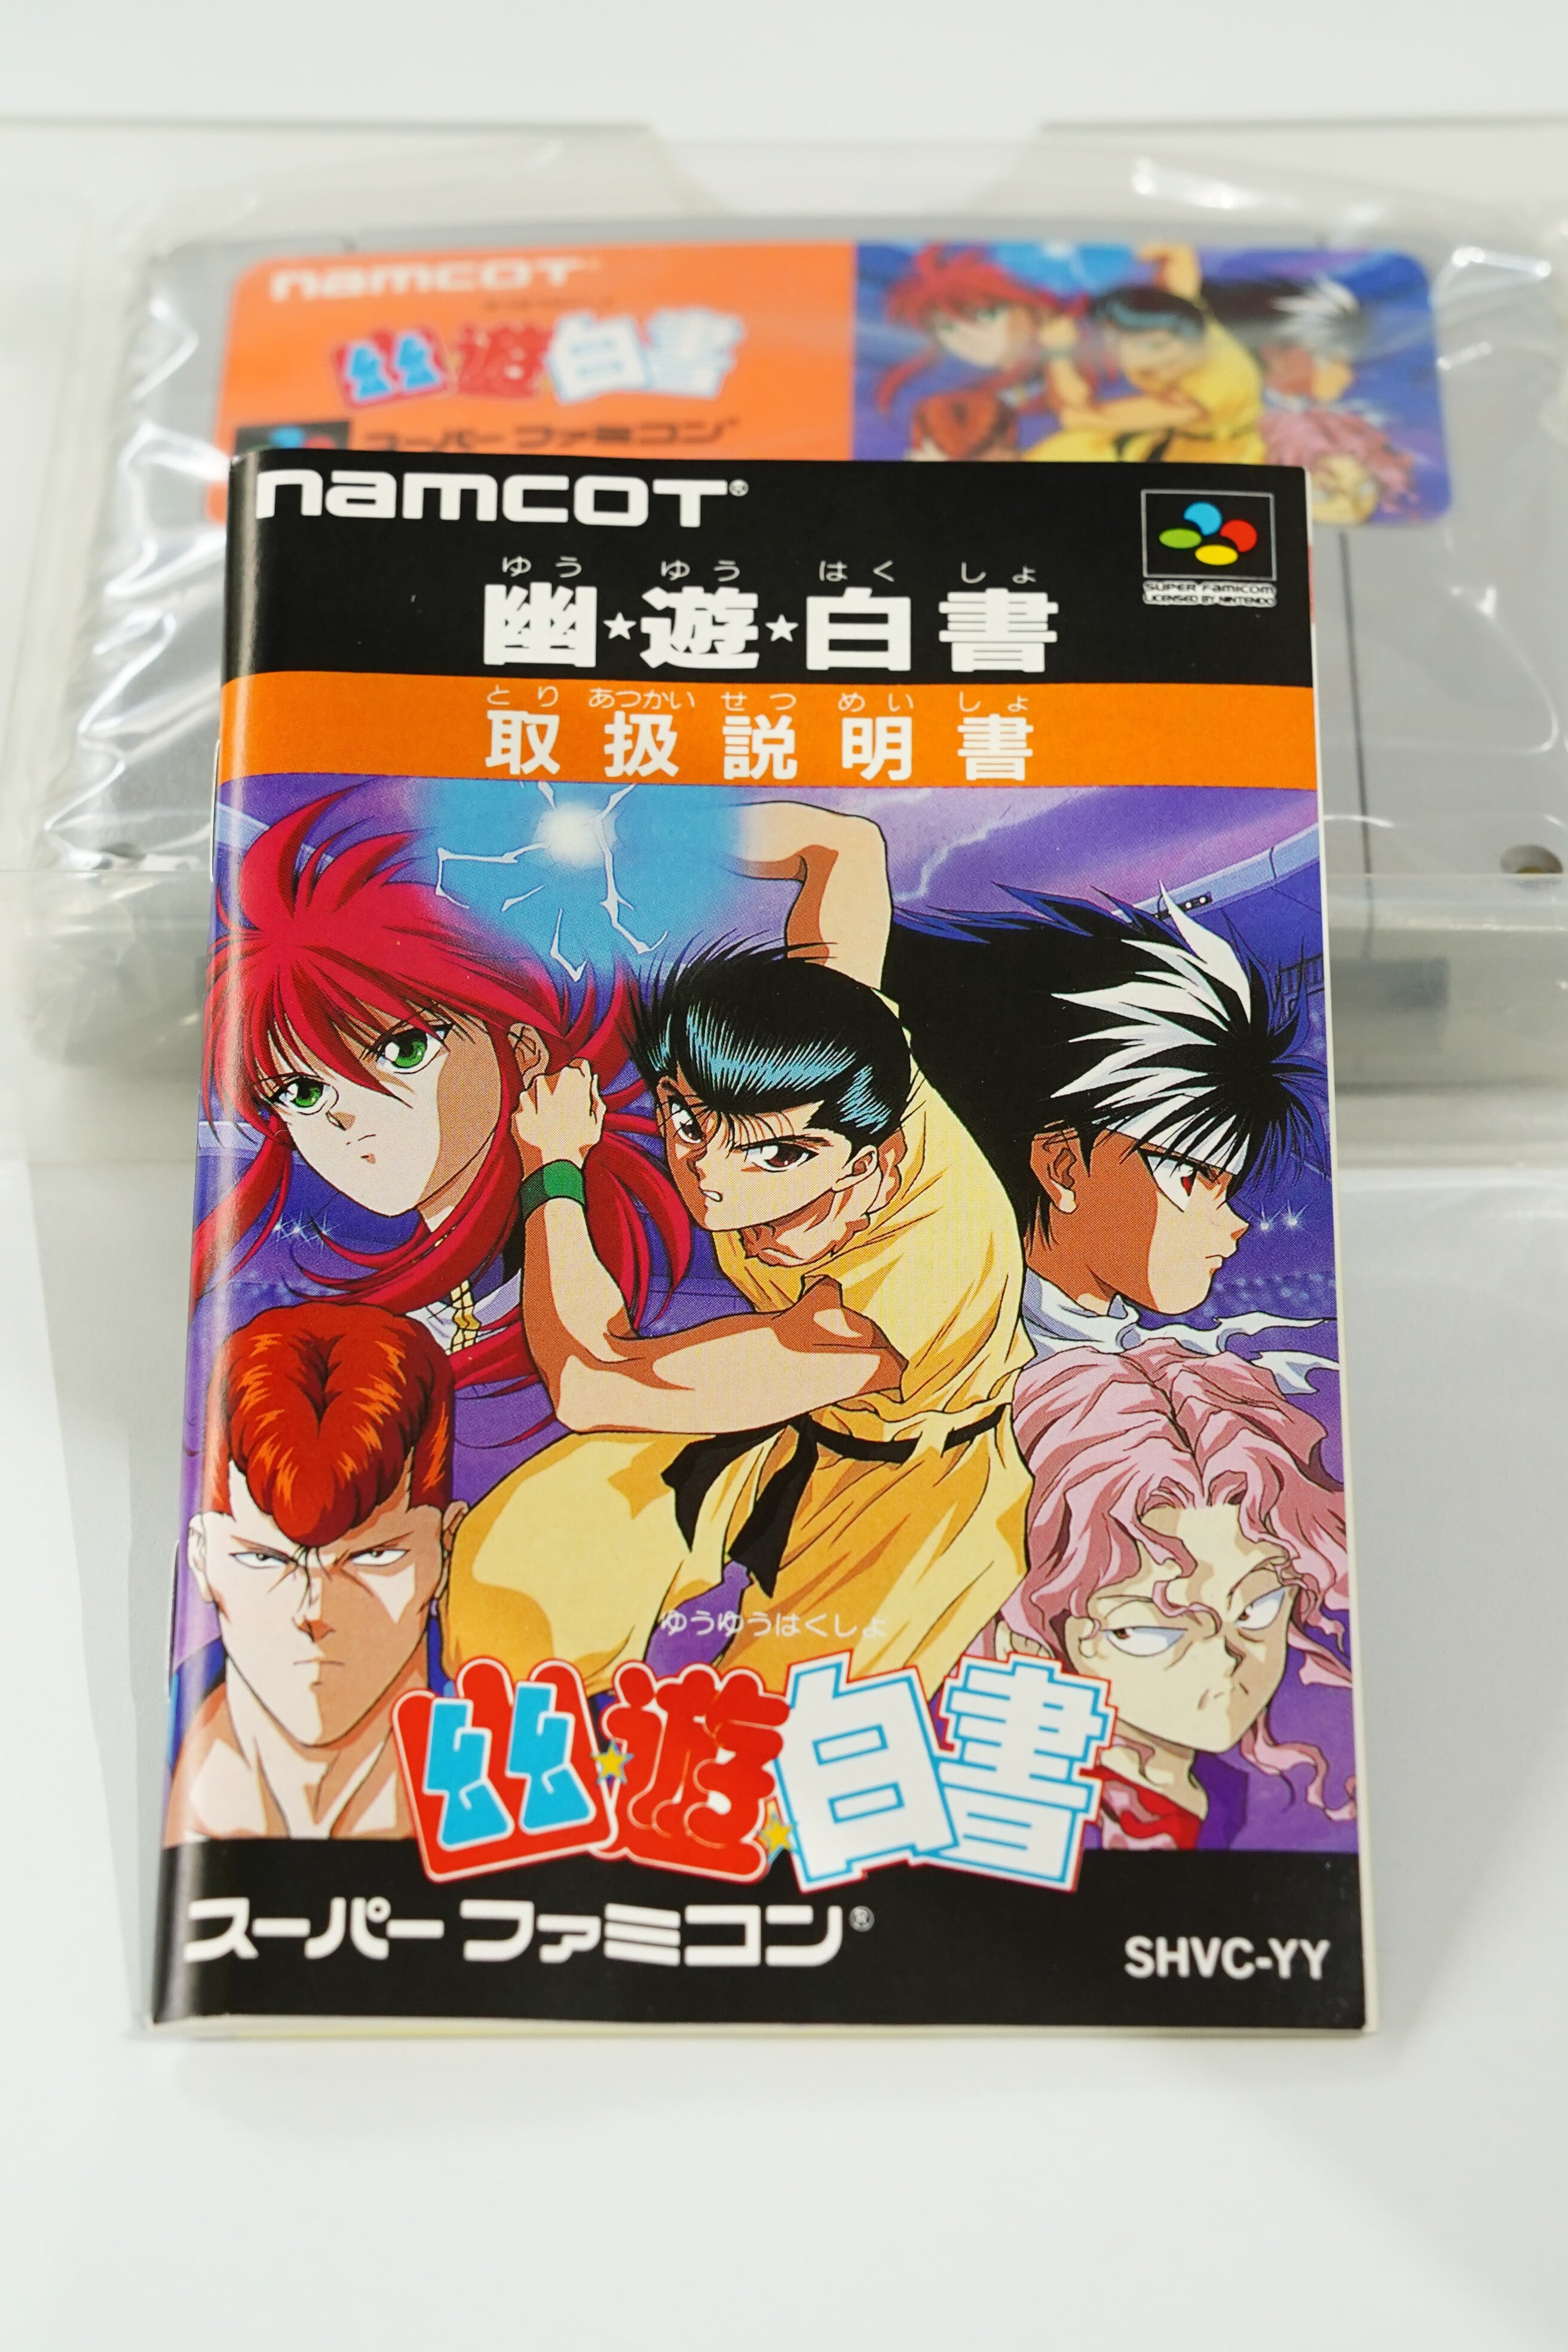 namcoT
幽遊白書
スーパーファミコン
namcoT®
ゆう ゆう はく しょ
幽★遊★白書
SUPER FAMICOM
LICENSED BY NINTENDO
とり あつかい せつ めい しょ
取扱説明書
ゆうゆうはくしょ
幽★遊★白書
スーパーファミコン®
SHVC-YY